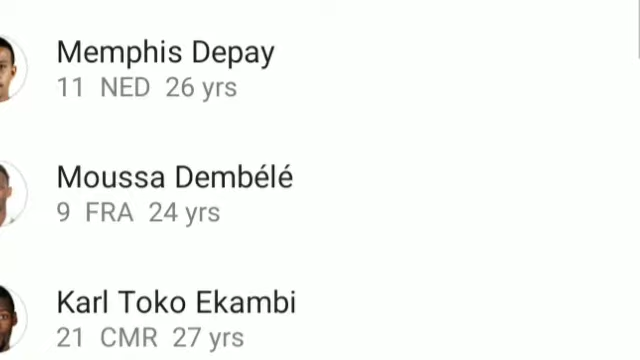 Memphis Depay
11 NED 26 yrs
Moussa Dembélé
9 FRA 24 yrs
Karl Toko Ekambi
21 CMR 27 yrs